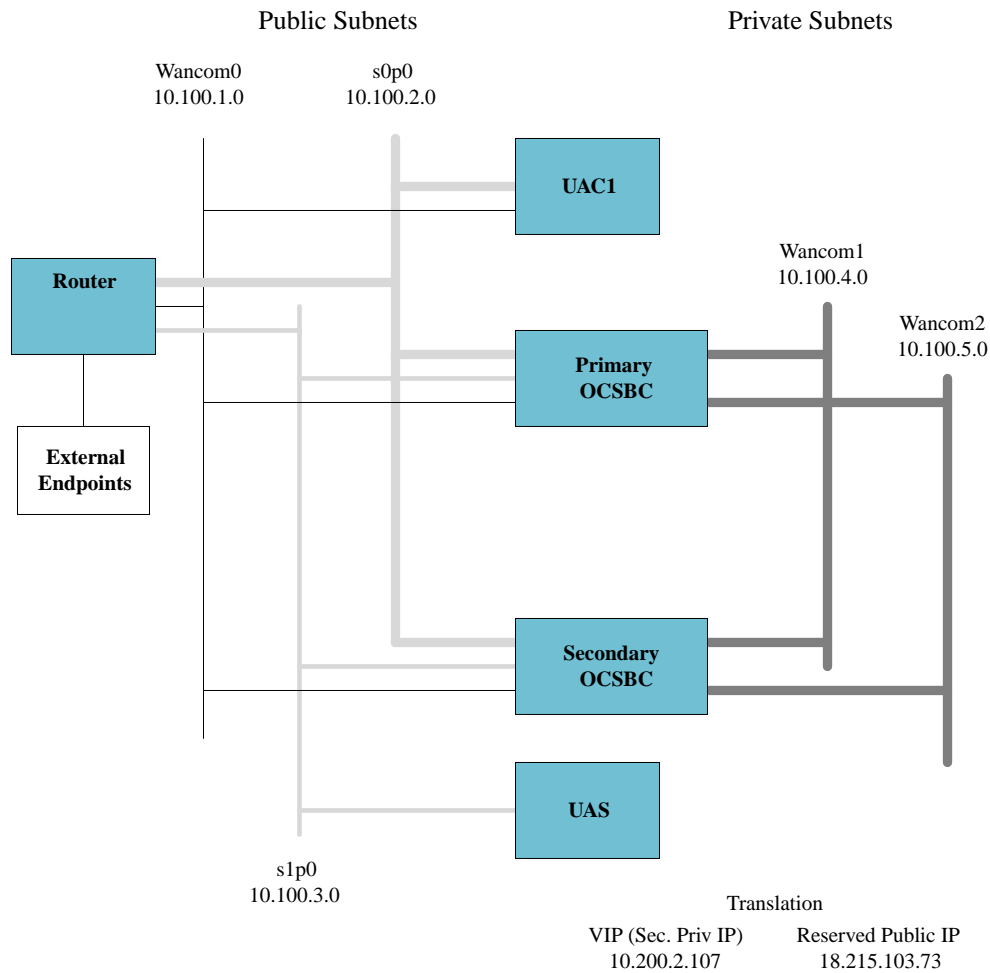 Public Subnets
Private Subnets
Wancom0
10.100.1.0
s0p0
10.100.2.0
UAC1
Wancom1
10.100.4.0
Router
Wancom2
10.100.5.0
Primary
OCSBC
External
Endpoints
Secondary
OCSBC
UAS
s1p0
10.100.3.0
Translation
VIP (Sec. Priv IP)
10.200.2.107
Reserved Public IP
18.215.103.73